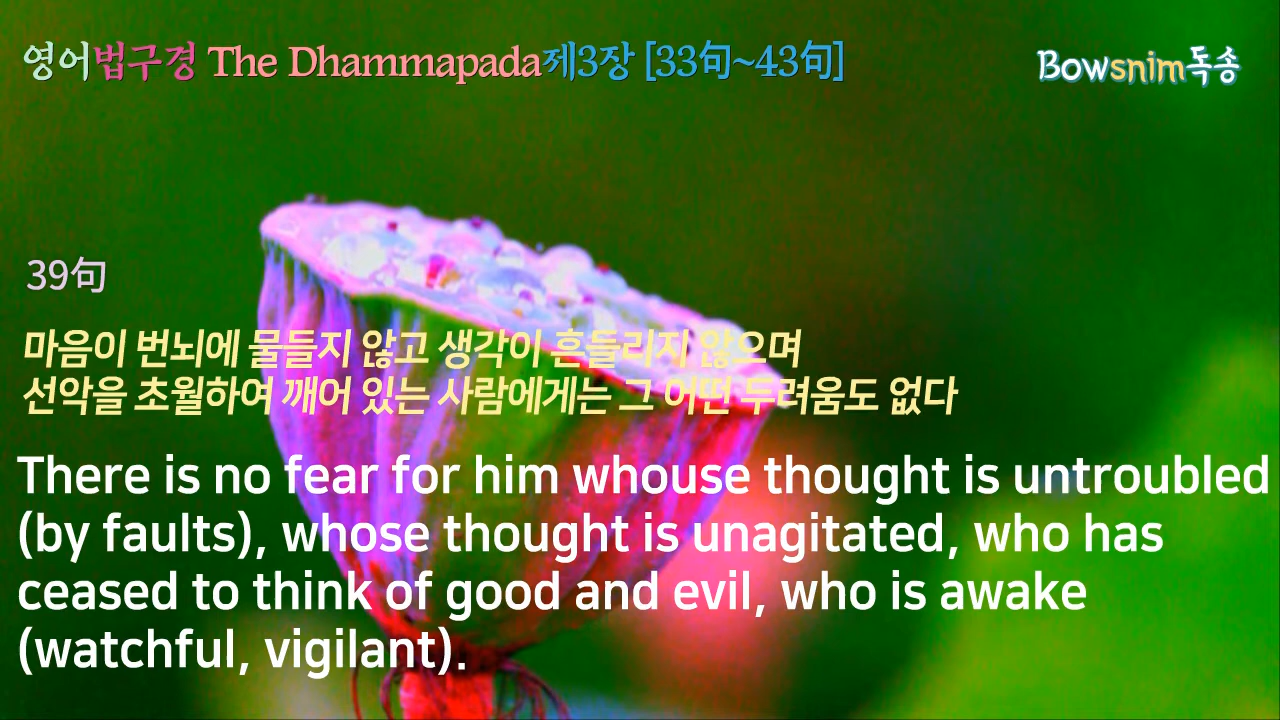 영어법구경 The Dhammapada제3장 [33句~43句]
Bowsnim독송
39句
마음이 번뇌에 물들지 않고 생각이 흔들리지 않으며
선악을 초월하여 깨어 있는 사람에게는 그 어떤 두려움도 없다
There is no fear for him whouse thought is untroubled
(by faults), whose thought is unagitated, who has
ceased to think of good and evil, who is awake
(watchful, vigilant).